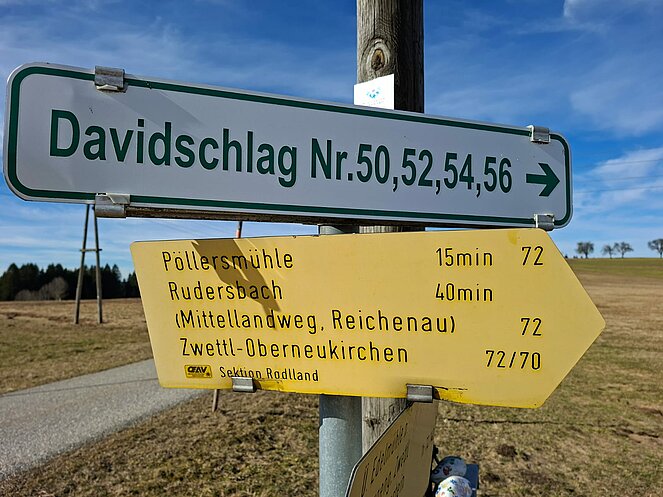 Davidschlag Nr.50,52,54,56 →
Pöllersmühle 15min 72
Rudersbach 40min
(Mittellandweg, Reichenau) 72
Zwettl-Oberneukirchen 72/70
OEAV Sektion Rodlland